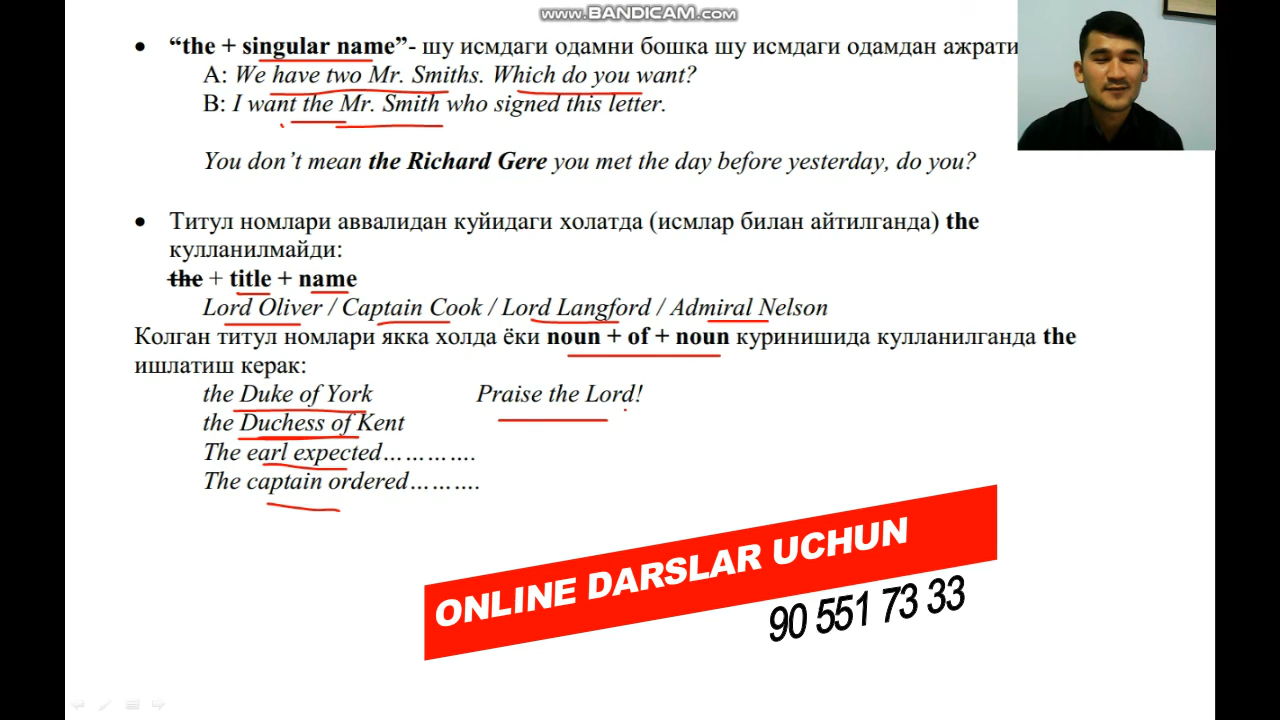 www.BANDICAM.com
• “the + singular name”- шу исмдаги одамни бошка шу исмдаги одамдан ажрати
A: We have two Mr. Smiths. Which do you want?
B: I want the Mr. Smith who signed this letter.
You don’t mean the Richard Gere you met the day before yesterday, do you?
• Титул номлари аввалидан куйидаги холатда (исмлар билан айтилганда) the
кулланилмайди:
the + title + name
Lord Oliver / Captain Cook / Lord Langford / Admiral Nelson
Колган титул номлари якка холда ёки noun + of + noun куринишида кулланилганда the
ишлатиш керак:
the Duke of York Praise the Lord!
the Duchess of Kent
The earl expected………….
The captain ordered……….
ONLINE DARSLAR UCHUN
90 551 73 33